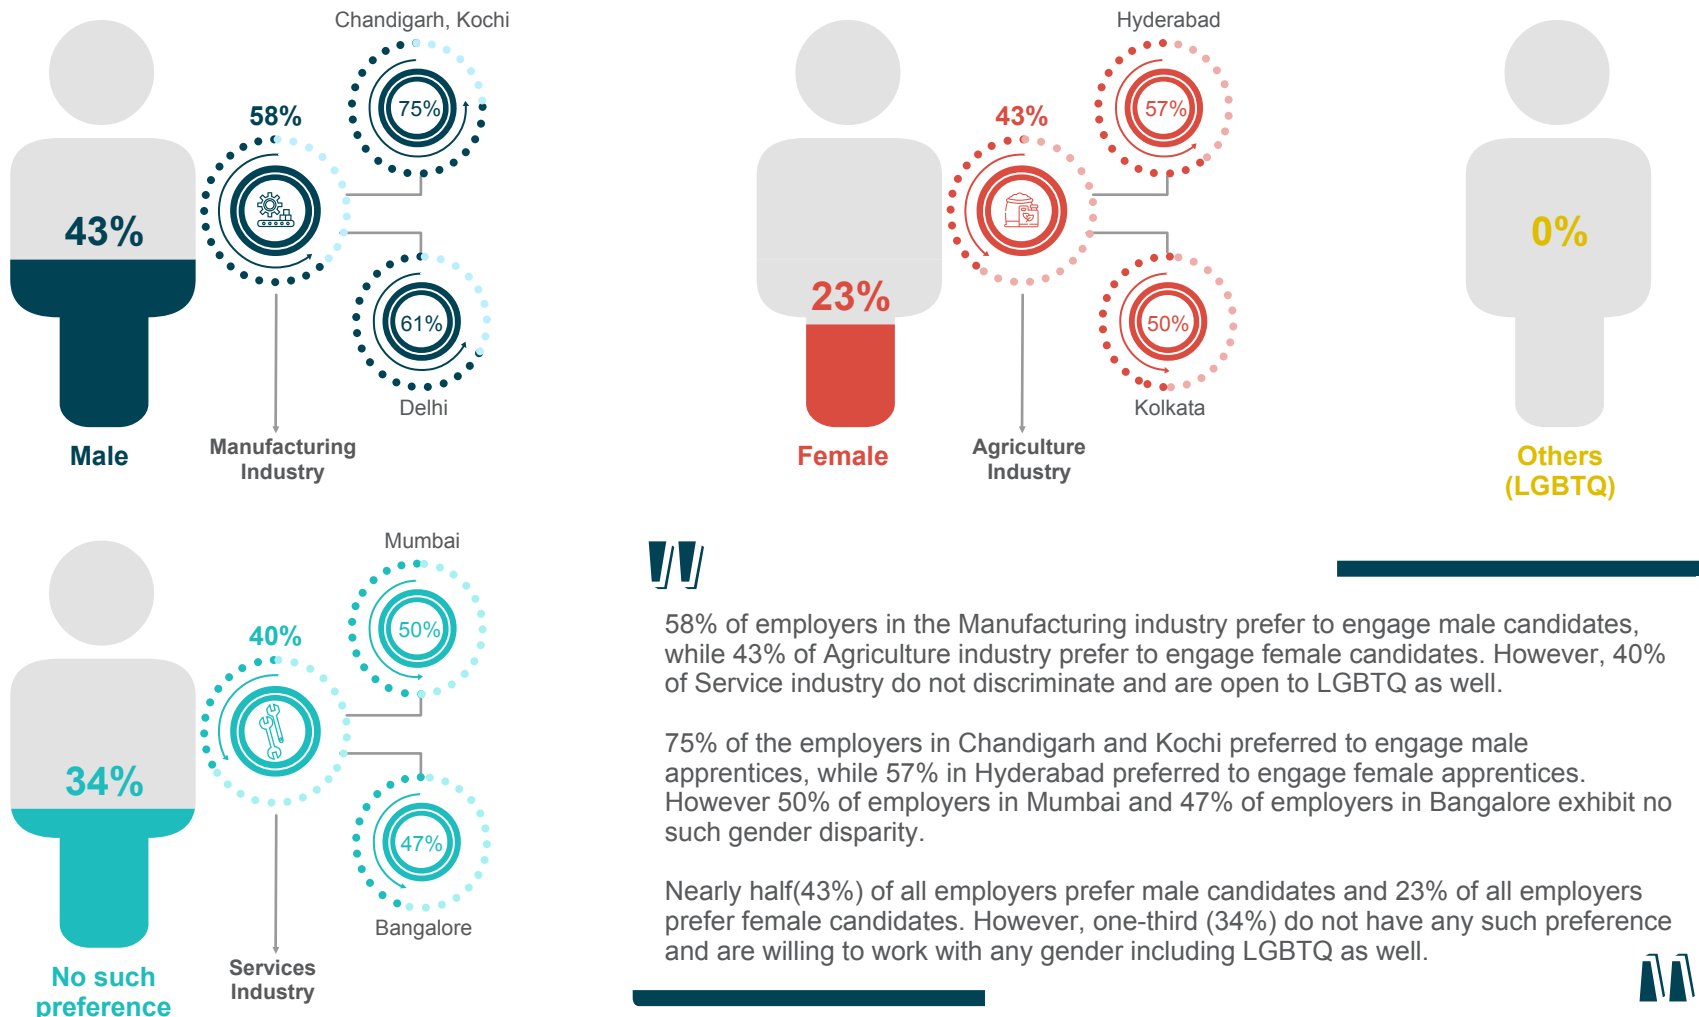 Chandigarh, Kochi
75%
58%
43%
61%
Delhi
Male
Manufacturing
Industry
Hyderabad
57%
43%
23%
50%
Kolkata
Female
Agriculture
Industry
0%
Others
(LGBTQ)
Mumbai
50%
40%
34%
47%
Bangalore
No such
preference
Services
Industry
58% of employers in the Manufacturing industry prefer to engage male candidates,
while 43% of Agriculture industry prefer to engage female candidates. However, 40%
of Service industry do not discriminate and are open to LGBTQ as well.
75% of the employers in Chandigarh and Kochi preferred to engage male
apprentices, while 57% in Hyderabad preferred to engage female apprentices.
However 50% of employers in Mumbai and 47% of employers in Bangalore exhibit no
such gender disparity.
Nearly half(43%) of all employers prefer male candidates and 23% of all employers
prefer female candidates. However, one-third (34%) do not have any such preference
and are willing to work with any gender including LGBTQ as well.